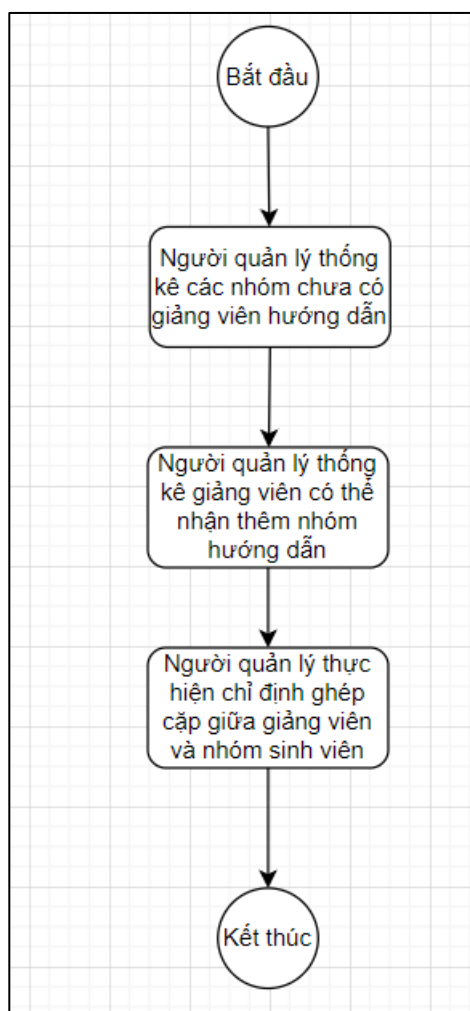 Bắt đầu
Người quản lý thống
kê các nhóm chưa có
giảng viên hướng dẫn
Người quản lý thống
kê giảng viên có thể
nhận thêm nhóm
hướng dẫn
Người quản lý thực
hiện chỉ định ghép
cặp giữa giảng viên
và nhóm sinh viên
Kết thúc